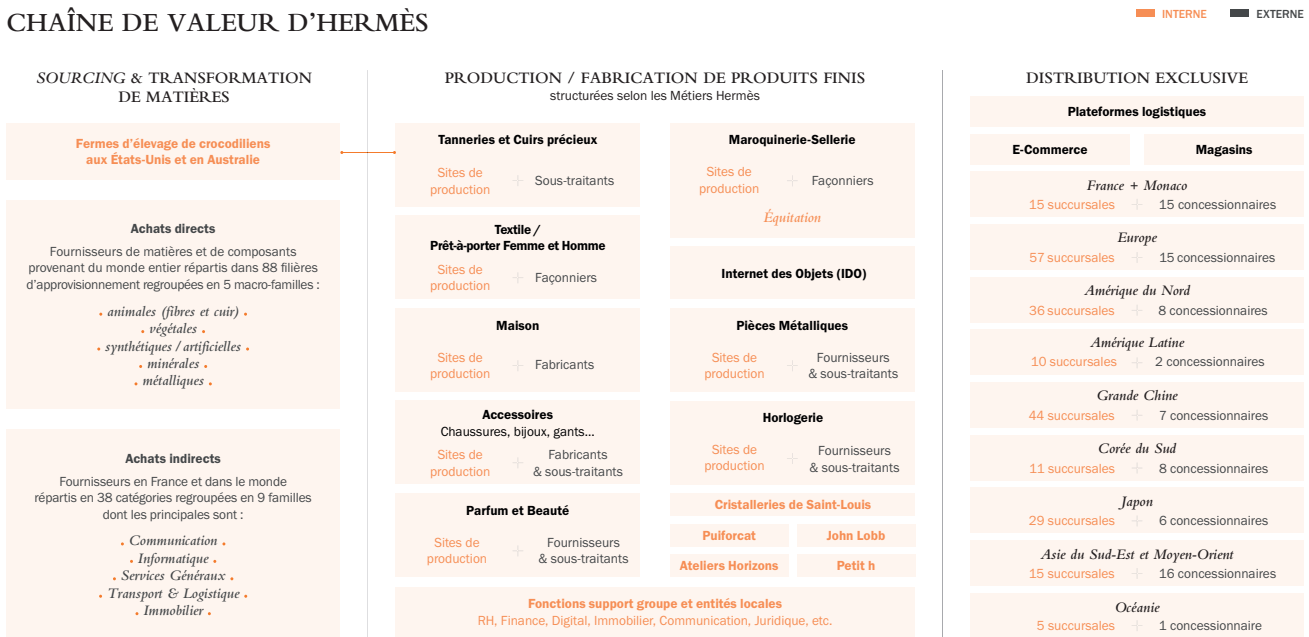 CHAÎNE DE VALEUR D’HERMÈS
INTERNE EXTERNE
SOURCING & TRANSFORMATION
DE MATIÈRES
Fermes d’élevage de crocodiliens
aux États-Unis et en Australie
Achats directs
Fournisseurs de matières et de composants
provenant du monde entier répartis dans 88 filières
d’approvisionnement regroupées en 5 macro-familles :
• animales (fibres et cuir) •
• végétales •
• synthétiques / artificielles •
• minérales •
• métalliques •
Achats indirects
Fournisseurs en France et dans le monde
répartis en 38 catégories regroupées en 9 familles
dont les principales sont :
• Communication •
• Informatique •
• Services Généraux •
• Transport & Logistique •
• Immobilier •
PRODUCTION / FABRICATION DE PRODUITS FINIS
structurées selon les Métiers Hermès
Tanneries et Cuirs précieux
Sites de
production + Sous-traitants
Textile /
Prêt-à-porter Femme et Homme
Sites de
production + Façonniers
Maison
Sites de
production + Fabricants
Accessoires
Chaussures, bijoux, gants…
Sites de
production + Fabricants
& sous-traitants
Parfum et Beauté
Sites de
production + Fournisseurs
& sous-traitants
Maroquinerie-Sellerie
Sites de
production + Façonniers
Équitation
Internet des Objets (IDO)
Pièces Métalliques
Sites de
production + Fournisseurs
& sous-traitants
Horlogerie
Sites de
production + Fournisseurs
& sous-traitants
Cristalleries de Saint-Louis
Puiforcat John Lobb
Ateliers Horizons Petit h
Fonctions support groupe et entités locales
RH, Finance, Digital, Immobilier, Communication, Juridique, etc.
DISTRIBUTION EXCLUSIVE
Plateformes logistiques
E-Commerce Magasins
France + Monaco
15 succursales + 15 concessionnaires
Europe
57 succursales + 15 concessionnaires
Amérique du Nord
36 succursales + 8 concessionnaires
Amérique Latine
10 succursales + 2 concessionnaires
Grande Chine
44 succursales + 7 concessionnaires
Corée du Sud
11 succursales + 8 concessionnaires
Japon
29 succursales + 6 concessionnaires
Asie du Sud-Est et Moyen-Orient
15 succursales + 16 concessionnaires
Océanie
5 succursales + 1 concessionnaire